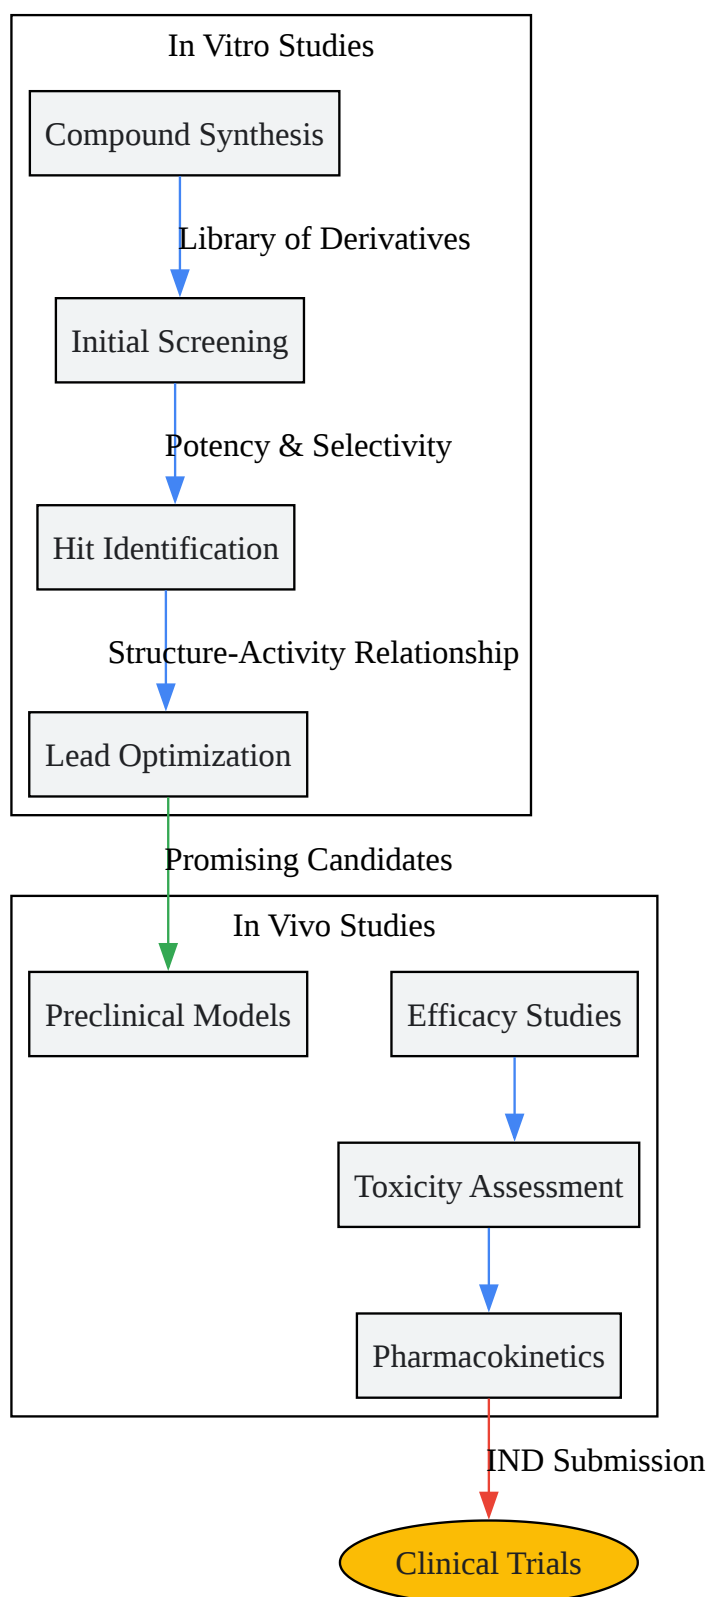 In Vitro Studies
Compound Synthesis
Library of Derivatives
Initial Screening
Potency & Selectivity
Hit Identification
Structure-Activity Relationship
Lead Optimization
Promising Candidates
In Vivo Studies
Preclinical Models
Efficacy Studies
Toxicity Assessment
Pharmacokinetics
IND Submission
Clinical Trials